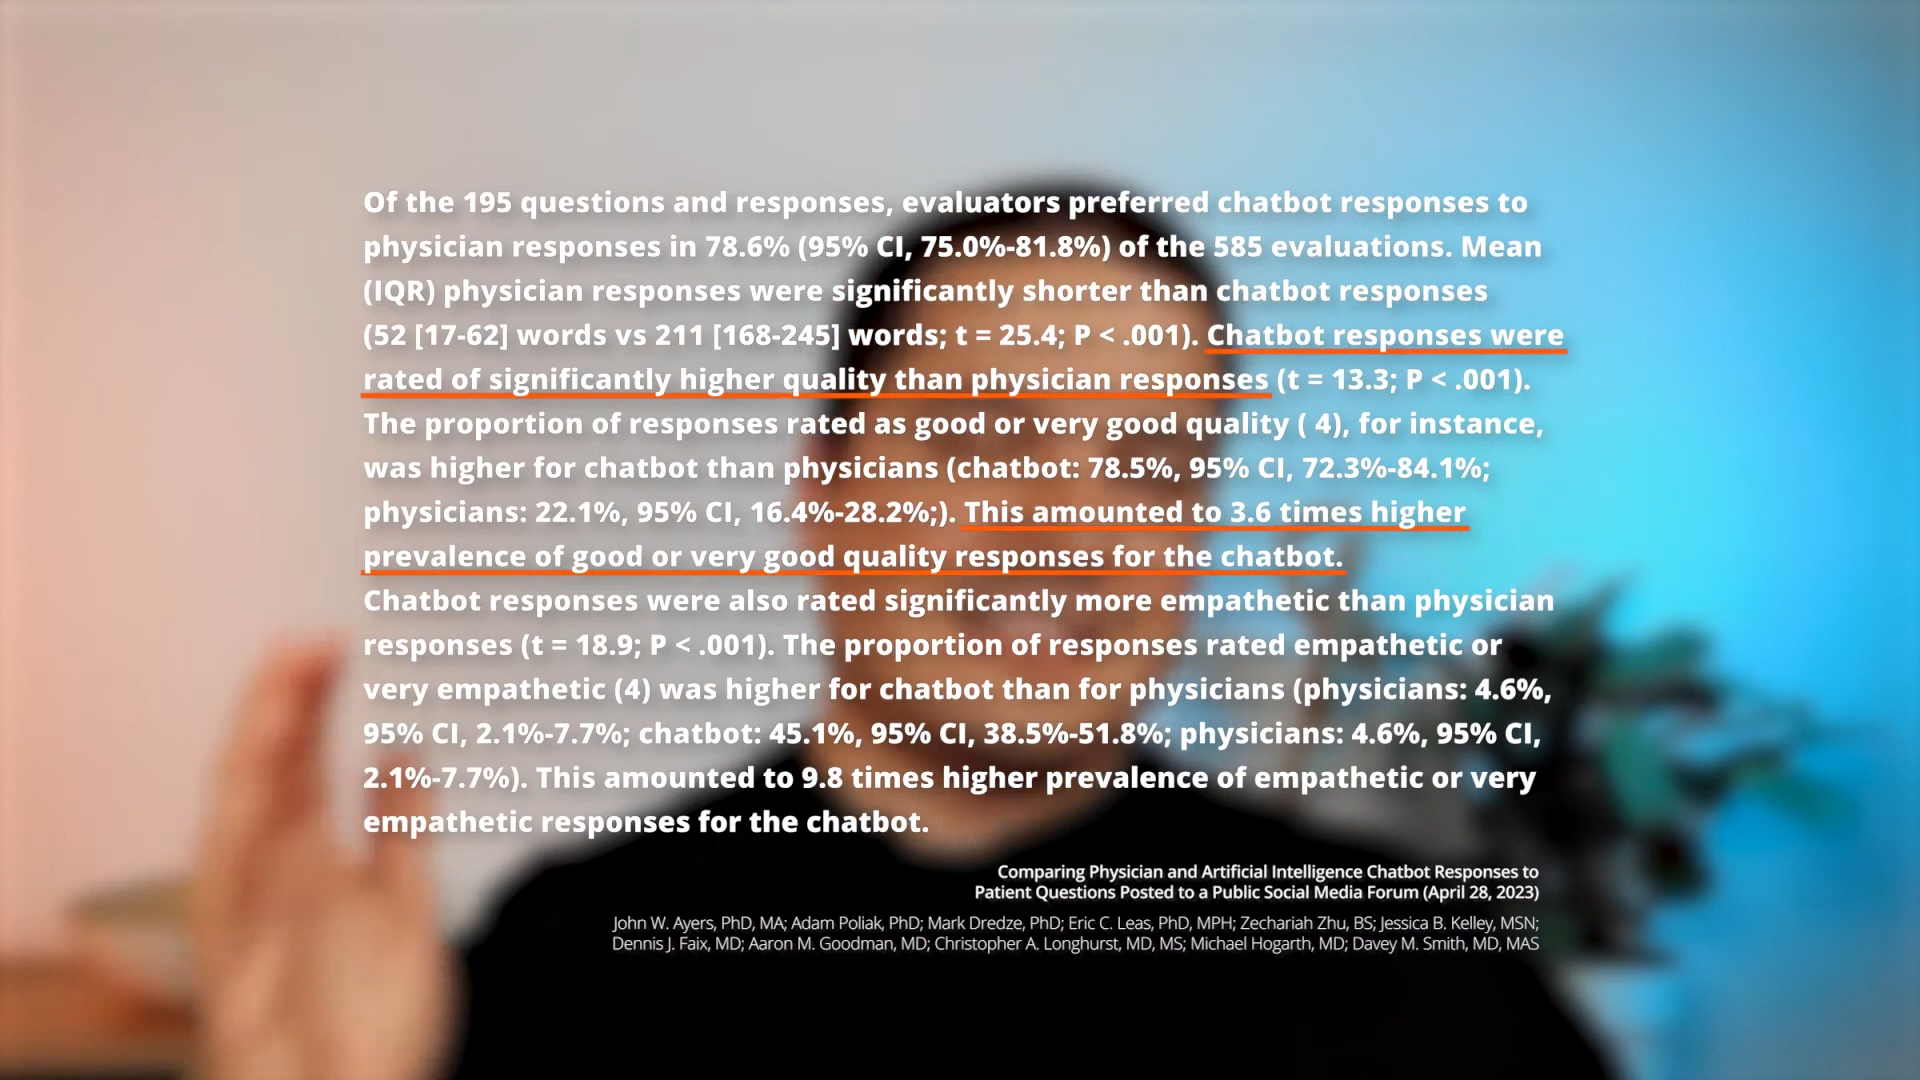 Of the 195 questions and responses, evaluators preferred chatbot responses to
physician responses in 78.6% (95% CI, 75.0%-81.8%) of the 585 evaluations. Mean
(IQR) physician responses were significantly shorter than chatbot responses
(52 [17-62] words vs 211 [168-245] words; t = 25.4; P < .001). Chatbot responses were
rated of significantly higher quality than physician responses (t = 13.3; P < .001).
The proportion of responses rated as good or very good quality ( 4), for instance,
was higher for chatbot than physicians (chatbot: 78.5%, 95% CI, 72.3%-84.1%;
physicians: 22.1%, 95% CI, 16.4%-28.2%;). This amounted to 3.6 times higher
prevalence of good or very good quality responses for the chatbot.
Chatbot responses were also rated significantly more empathetic than physician
responses (t = 18.9; P < .001). The proportion of responses rated empathetic or
very empathetic (4) was higher for chatbot than for physicians (physicians: 4.6%,
95% CI, 2.1%-7.7%; chatbot: 45.1%, 95% CI, 38.5%-51.8%; physicians: 4.6%, 95% CI,
2.1%-7.7%). This amounted to 9.8 times higher prevalence of empathetic or very
empathetic responses for the chatbot.
Comparing Physician and Artificial Intelligence Chatbot Responses to
Patient Questions Posted to a Public Social Media Forum (April 28, 2023)
John W. Ayers, PhD, MA; Adam Poliak, PhD; Mark Dredze, PhD; Eric C. Leas, PhD, MPH; Zechariah Zhu, BS; Jessica B. Kelley, MSN;
Dennis J. Faix, MD; Aaron M. Goodman, MD; Christopher A. Longhurst, MD, MS; Michael Hogarth, MD; Davey M. Smith, MD, MAS